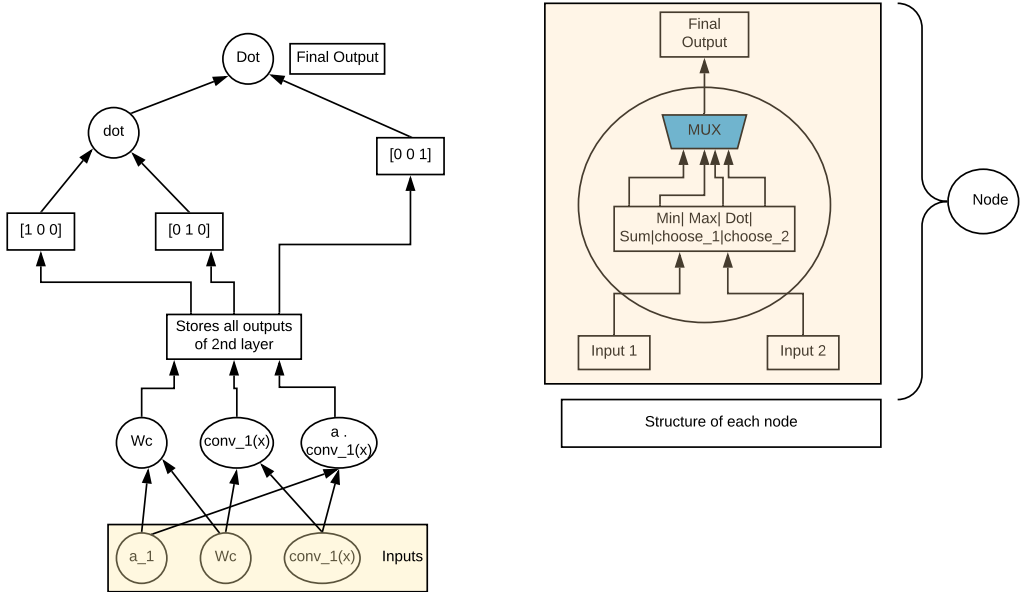 Dot
Final Output
dot
[0 0 1]
[1 0 0]
[0 1 0]
Stores all outputs
of 2nd layer
Wc
conv_1(x)
a .
conv_1(x)
a_1
Wc
conv_1(x)
Inputs
Final
Output
MUX
Min| Max| Dot|
Sum|choose_1|choose_2
Input 1
Input 2
Structure of each node
Node